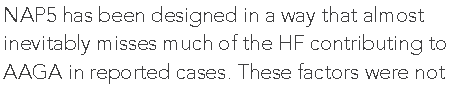 NAP5 has been designed in a way that almost
inevitably misses much of the HF contributing to
AAGA in reported cases. These factors were not